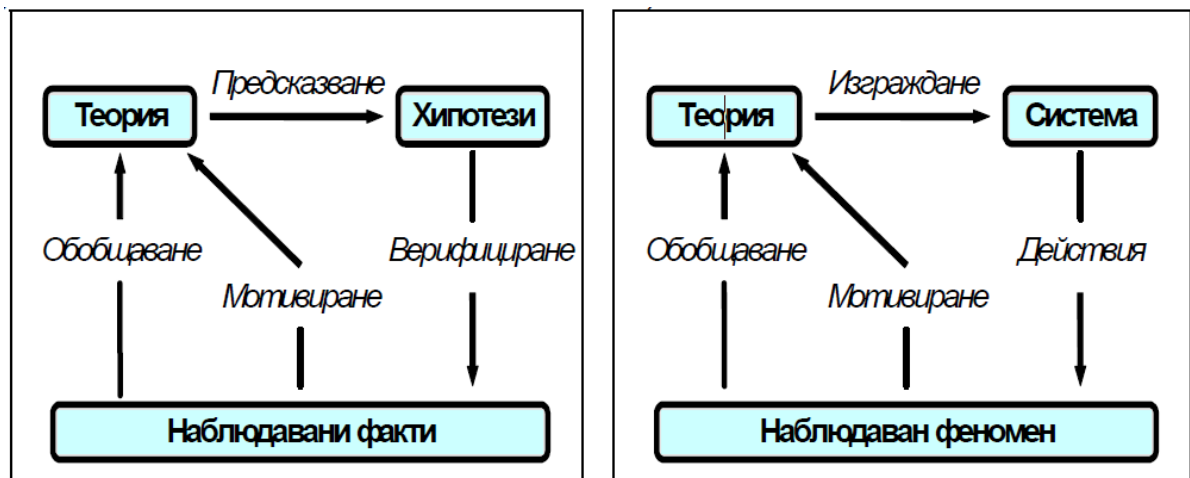 Предсказване
Теория
Хипотези
Обобщаване
Верифициране
Мотивиране
Наблюдавани факти
Изграждане
Теория
Система
Обобщаване
Действия
Мотивиране
Наблюдаван феномен